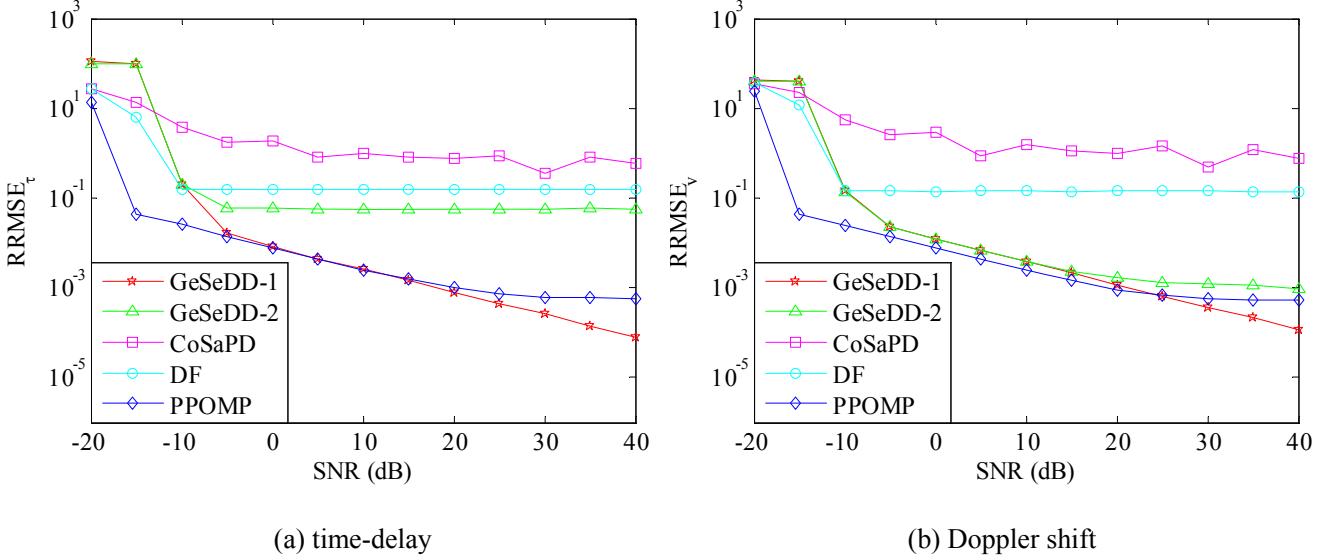 10^3
10^1
10^-1
10^-3
10^-5
RRMSE_τ
GeSeDD-1
GeSeDD-2
CoSaPD
DF
PPOMP
-20 -10 0 10 20 30 40
SNR (dB)
(a) time-delay
10^3
10^1
10^-1
10^-3
10^-5
RRMSE_ν
GeSeDD-1
GeSeDD-2
CoSaPD
DF
PPOMP
-20 -10 0 10 20 30 40
SNR (dB)
(b) Doppler shift